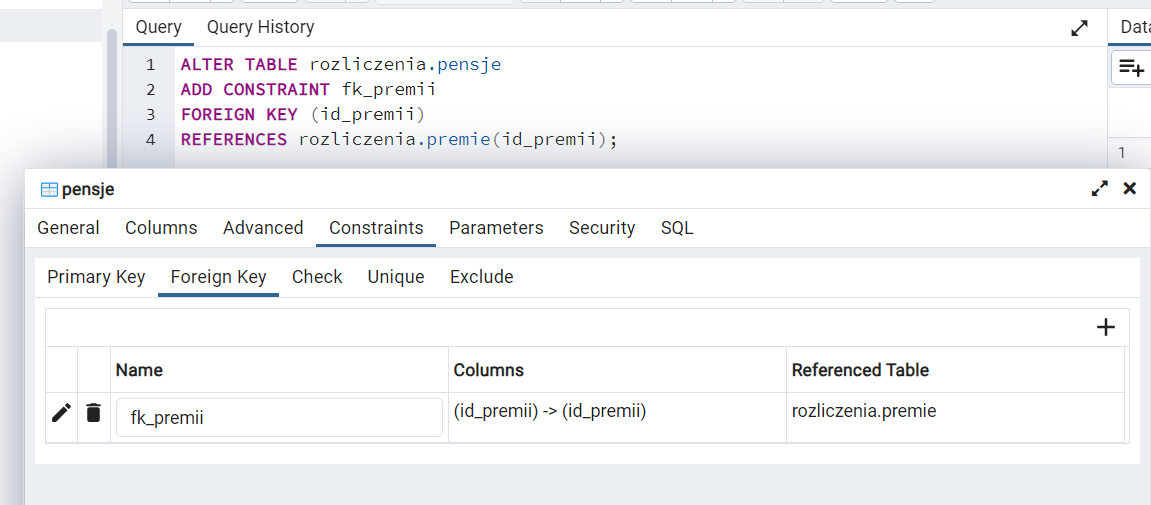 Query Query History
1 ALTER TABLE rozliczenia.pensje
2 ADD CONSTRAINT fk_premii
3 FOREIGN KEY (id_premii)
4 REFERENCES rozliczenia.premie(id_premii);
Data
1
pensje
General Columns Advanced Constraints Parameters Security SQL
Primary Key Foreign Key Check Unique Exclude
Name Columns Referenced Table
fk_premii (id_premii) -> (id_premii) rozliczenia.premie